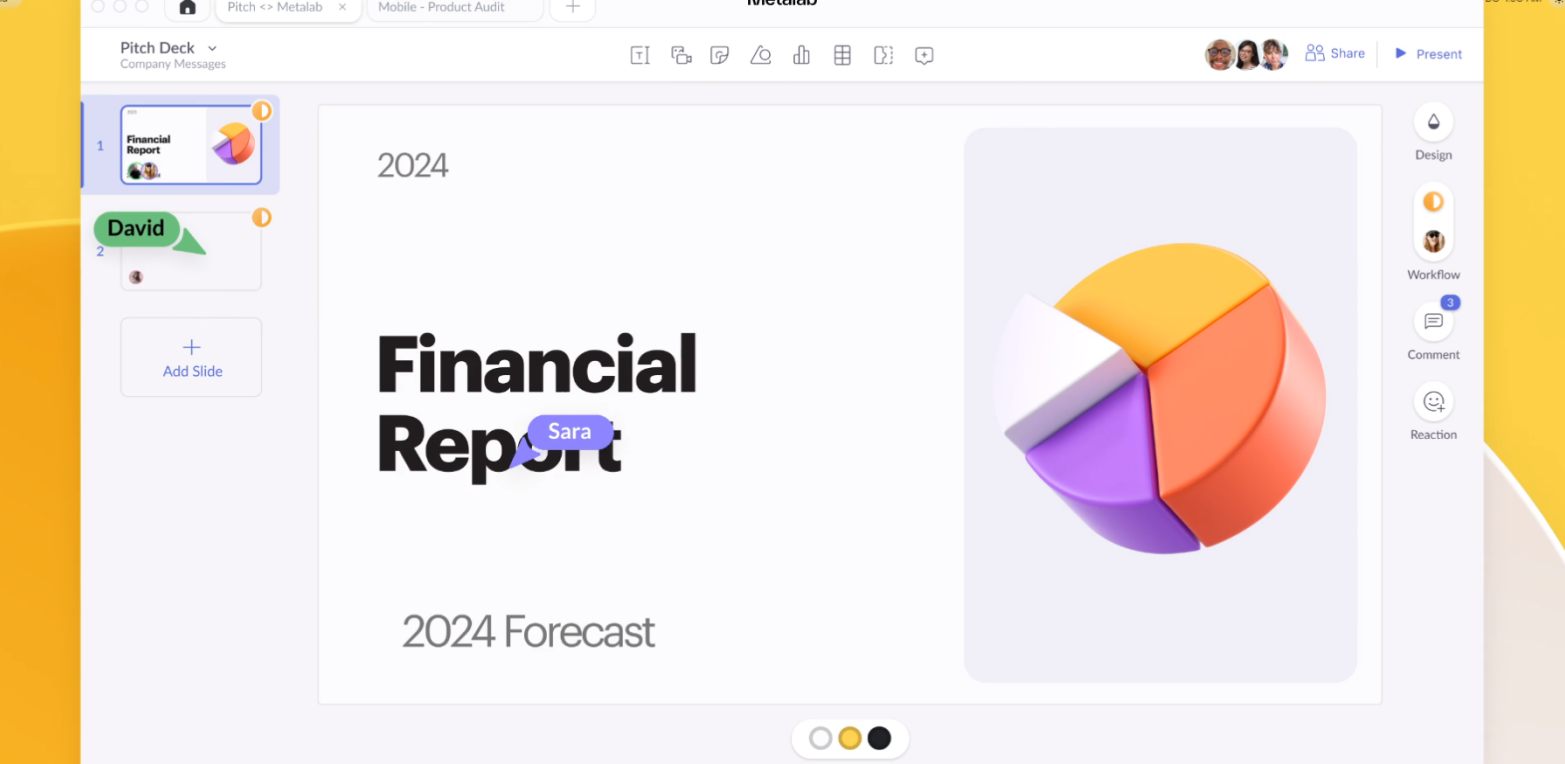 Metalab
Pitch <> Metalab
Mobile - Product Audit
Pitch Deck
Company Messages
Share
Present
1
Financial
Report
David
2
Add Slide
2024
Financial
Report
Sara
2024 Forecast
Design
Workflow
3
Comment
Reaction